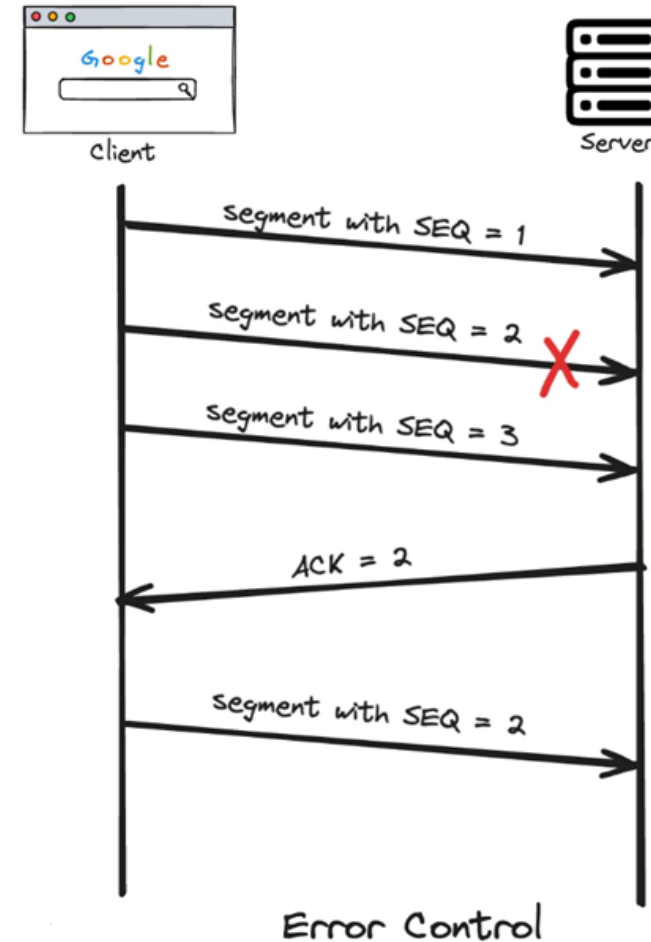 Google
Client
Server
segment with SEQ = 1
segment with SEQ = 2
segment with SEQ = 3
ACK = 2
segment with SEQ = 2
Error Control